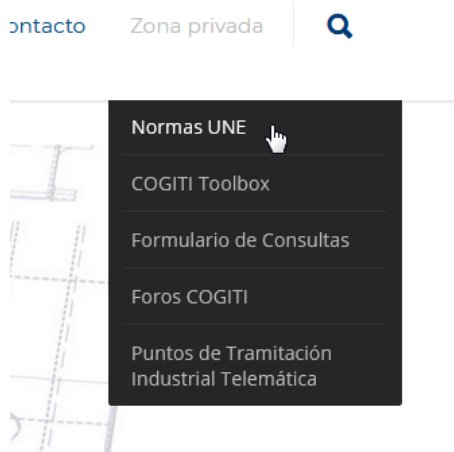 ontacto Zona privada
Normas UNE
COGITI Toolbox
Formulario de Consultas
Foros COGITI
Puntos de Tramitación
Industrial Telemática